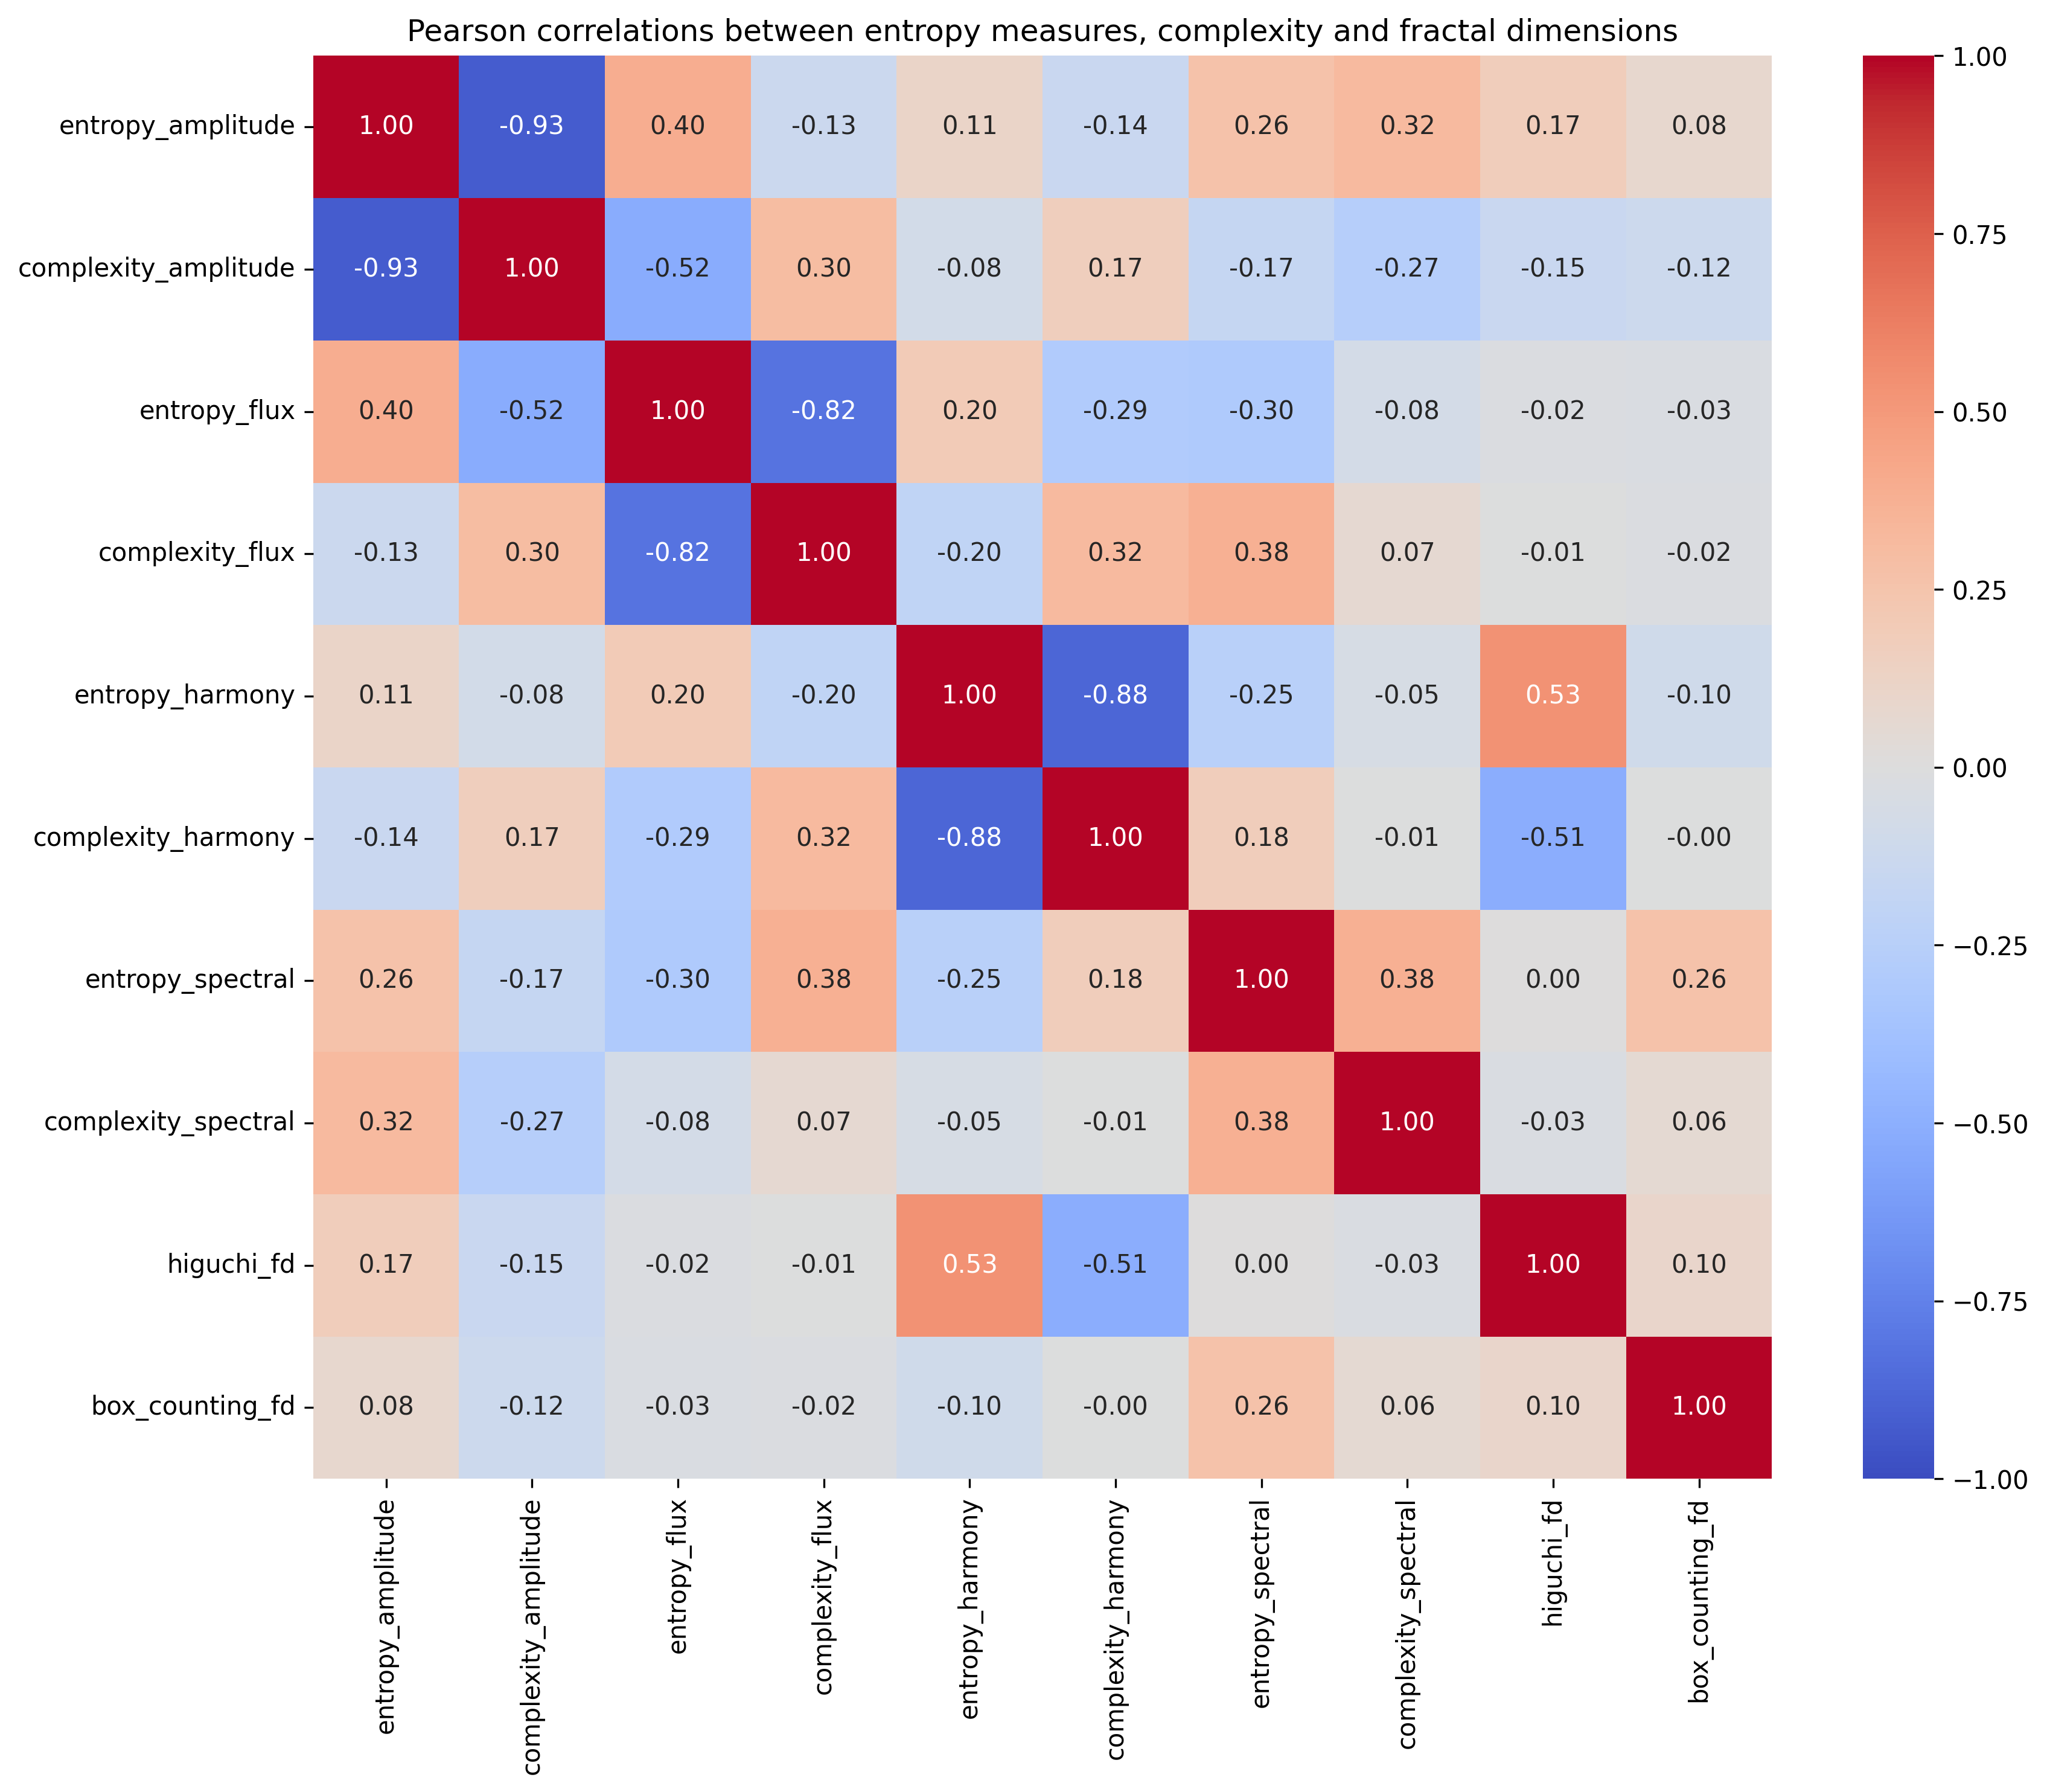 Pearson correlations between entropy measures, complexity and fractal dimensions
entropy_amplitude 1.00 -0.93 0.40 -0.13 0.11 -0.14 0.26 0.32 0.17 0.08
complexity_amplitude -0.93 1.00 -0.52 0.30 -0.08 0.17 -0.17 -0.27 -0.15 -0.12
entropy_flux 0.40 -0.52 1.00 -0.82 0.20 -0.29 -0.30 -0.08 -0.02 -0.03
complexity_flux -0.13 0.30 -0.82 1.00 -0.20 0.32 0.38 0.07 -0.01 -0.02
entropy_harmony 0.11 -0.08 0.20 -0.20 1.00 -0.88 -0.25 -0.05 0.53 -0.10
complexity_harmony -0.14 0.17 -0.29 0.32 -0.88 1.00 0.18 -0.01 -0.51 -0.00
entropy_spectral 0.26 -0.17 -0.30 0.38 -0.25 0.18 1.00 0.38 0.00 0.26
complexity_spectral 0.32 -0.27 -0.08 0.07 -0.05 -0.01 0.38 1.00 -0.03 0.06
higuchi_fd 0.17 -0.15 -0.02 -0.01 0.53 -0.51 0.00 -0.03 1.00 0.10
box_counting_fd 0.08 -0.12 -0.03 -0.02 -0.10 -0.00 0.26 0.06 0.10 1.00
entropy_amplitude
complexity_amplitude
entropy_flux
complexity_flux
entropy_harmony
complexity_harmony
entropy_spectral
complexity_spectral
higuchi_fd
box_counting_fd
1.00
0.75
0.50
0.25
0.00
−0.25
−0.50
−0.75
−1.00